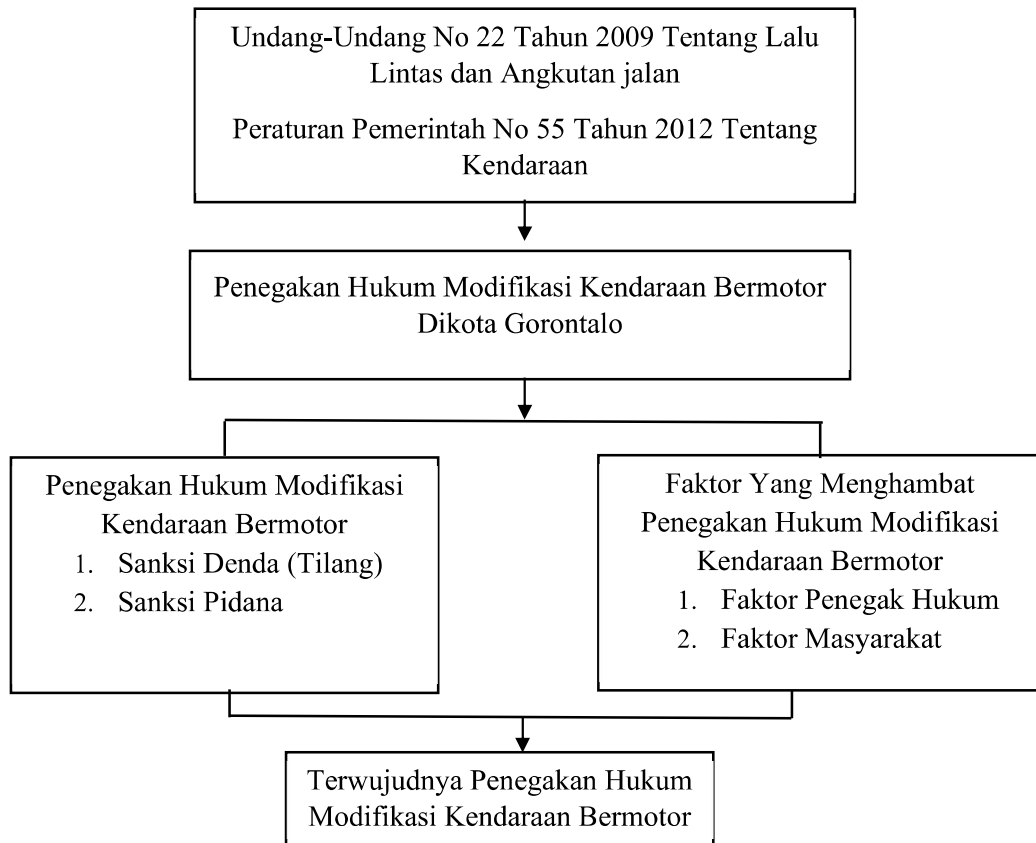 Undang-Undang No 22 Tahun 2009 Tentang Lalu
Lintas dan Angkutan jalan
Peraturan Pemerintah No 55 Tahun 2012 Tentang
Kendaraan
Penegakan Hukum Modifikasi Kendaraan Bermotor
Dikota Gorontalo
Penegakan Hukum Modifikasi
Kendaraan Bermotor
1. Sanksi Denda (Tilang)
2. Sanksi Pidana
Faktor Yang Menghambat
Penegakan Hukum Modifikasi
Kendaraan Bermotor
1. Faktor Penegak Hukum
2. Faktor Masyarakat
Terwujudnya Penegakan Hukum
Modifikasi Kendaraan Bermotor